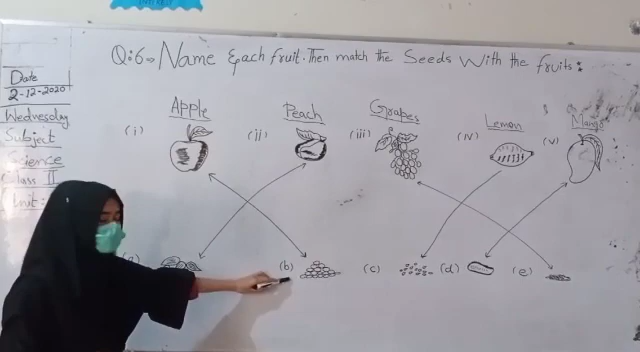 Q:6⇒ Name Each fruit. Then match the Seeds With the fruits:
Date
2-12-2020
Wednesday
Subject
Science
Class II
Unit:
Apple Peach Grapes Lemon Mango
(i) (ii) (iii) (iv) (v)
(a) (b) (c) (d) (e)